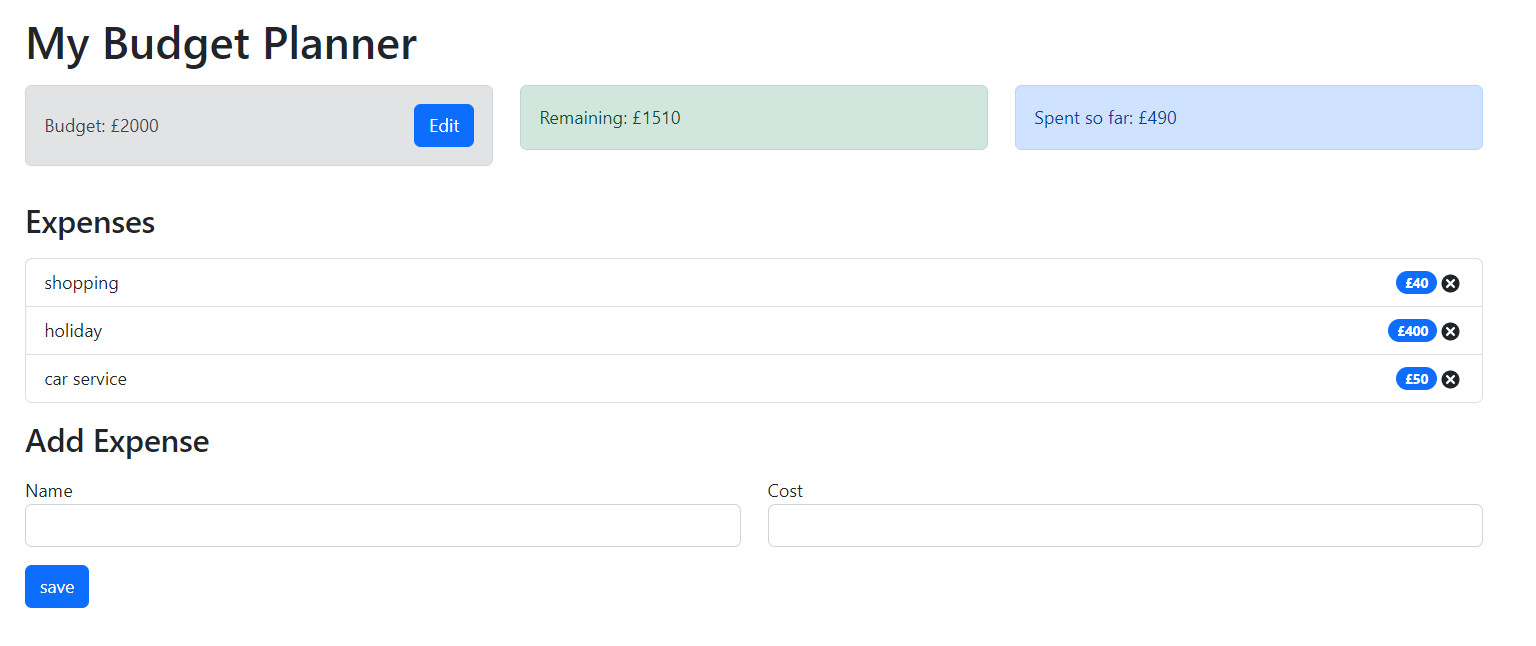 My Budget Planner
Budget: £2000 Edit Remaining: £1510 Spent so far: £490
Expenses
shopping £40
holiday £400
car service £50
Add Expense
Name Cost
save